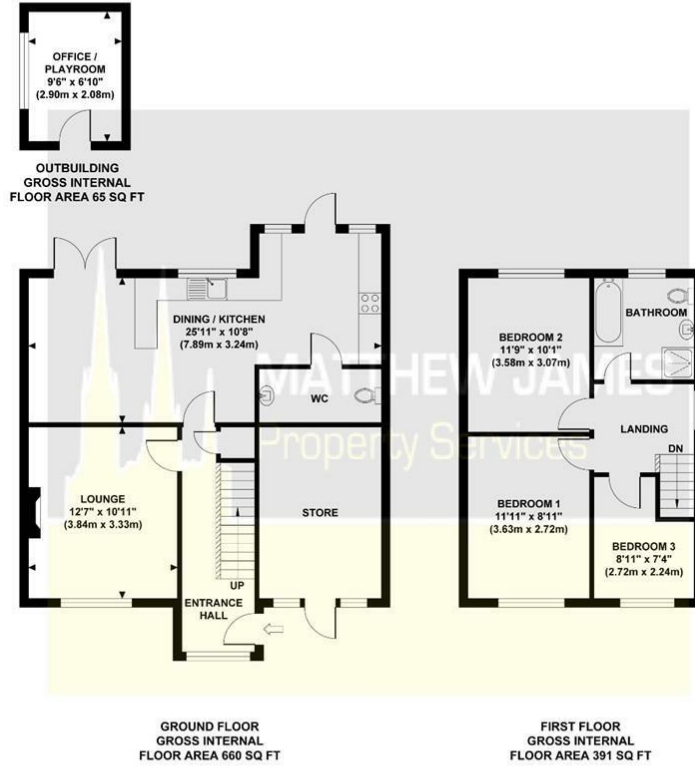 OFFICE /
PLAYROOM
9'6" x 6'10"
(2.90m x 2.08m)
OUTBUILDING
GROSS INTERNAL
FLOOR AREA 65 SQ FT
DINING / KITCHEN
25'11" x 10'8"
(7.89m x 3.24m)
WC
LOUNGE
12'7" x 10'11"
(3.84m x 3.33m)
STORE
UP
ENTRANCE
HALL
GROUND FLOOR
GROSS INTERNAL
FLOOR AREA 660 SQ FT
BEDROOM 2
11'9" x 10'1"
(3.58m x 3.07m)
BATHROOM
LANDING
DN
BEDROOM 1
11'11" x 8'11"
(3.63m x 2.72m)
BEDROOM 3
8'11" x 7'4"
(2.72m x 2.24m)
FIRST FLOOR
GROSS INTERNAL
FLOOR AREA 391 SQ FT
MATTHEW JAMES
Property Services